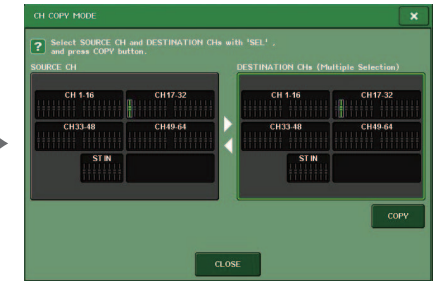 CH COPY MODE
Select SOURCE CH and DESTINATION CHs with 'SEL' ,
and press COPY button.
SOURCE CH
DESTINATION CHs (Multiple Selection)
CH 1-16 CH17-32
CH33-48 CH49-64
ST IN
CH 1-16 CH17-32
CH33-48 CH49-64
ST IN
COPY
CLOSE